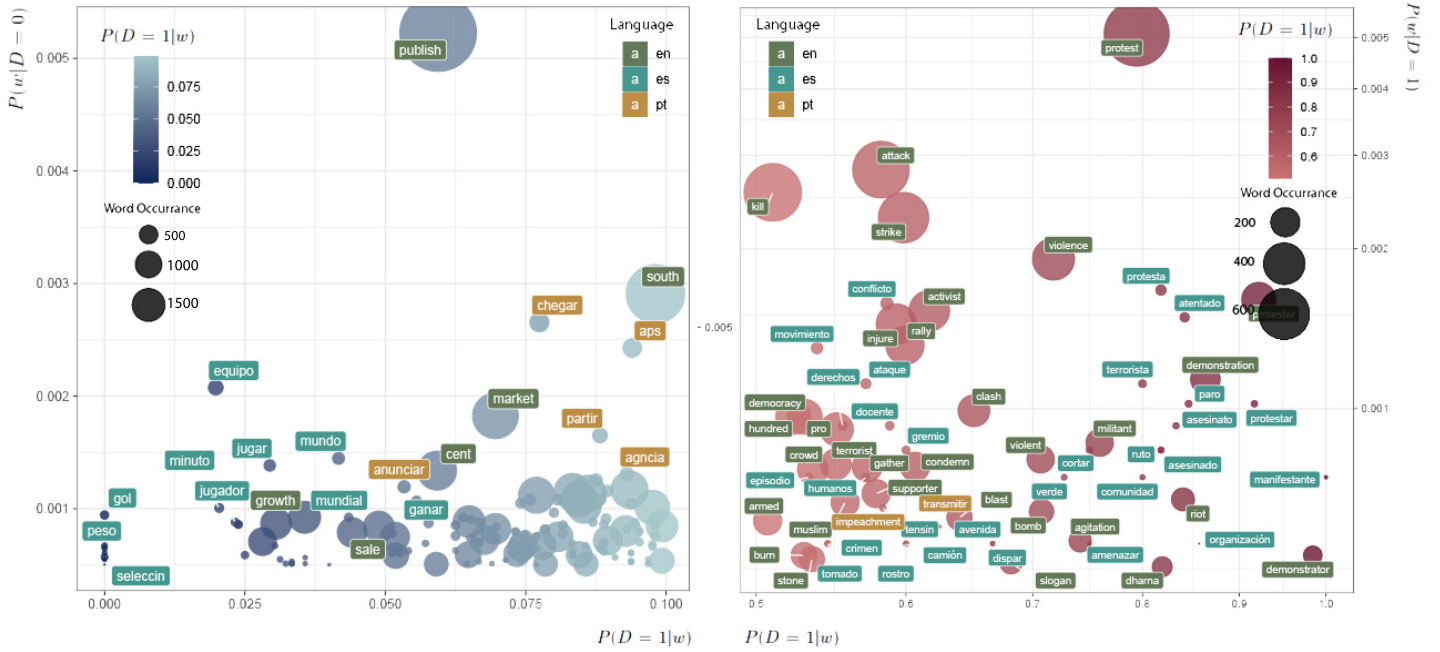 P(w|D = 0)
P(D = 1|w)
0.075
0.050
0.025
0.000
Word Occurrance
500
1000
1500
Language
a en
a es
a pt
0.005
0.004
0.003
0.002
0.001
publish
south
chegar
aps
equipo
market
partir
mundo
jugar
minuto
cent
anunciar
agncia
jugador
growth
mundial
gol
ganar
peso
sale
seleccin
0.000
0.025
0.050
0.075
0.100
P(D = 1|w)
- 0.005
Language
a en
a es
a pt
P(D = 1|w)
1.0
0.9
0.8
0.7
0.6
Word Occurrance
200
400
600
P(w|D = 1)
0.005
0.004
0.003
0.002
0.001
protest
attack
kill
strike
violence
protesta
conflicto
activist
atentado
protester
movimiento
injure
rally
derechos
ataque
terrorista
demonstration
paro
democracy
docente
clash
asesinato
protestar
hundred
pro
gremio
militant
crowd
terrorist
gather
condemn
violent
cortar
ruto
asesinado
episodio
humanos
supporter
verde
comunidad
manifestante
armed
impeachment
transmitir
blast
riot
muslim
tensin
avenida
bomb
agitation
organización
burn
crimen
camión
dispar
amenazar
demonstrator
stone
tomado
rostro
slogan
dharna
0.5
0.6
0.7
0.8
0.9
1.0
P(D = 1|w)